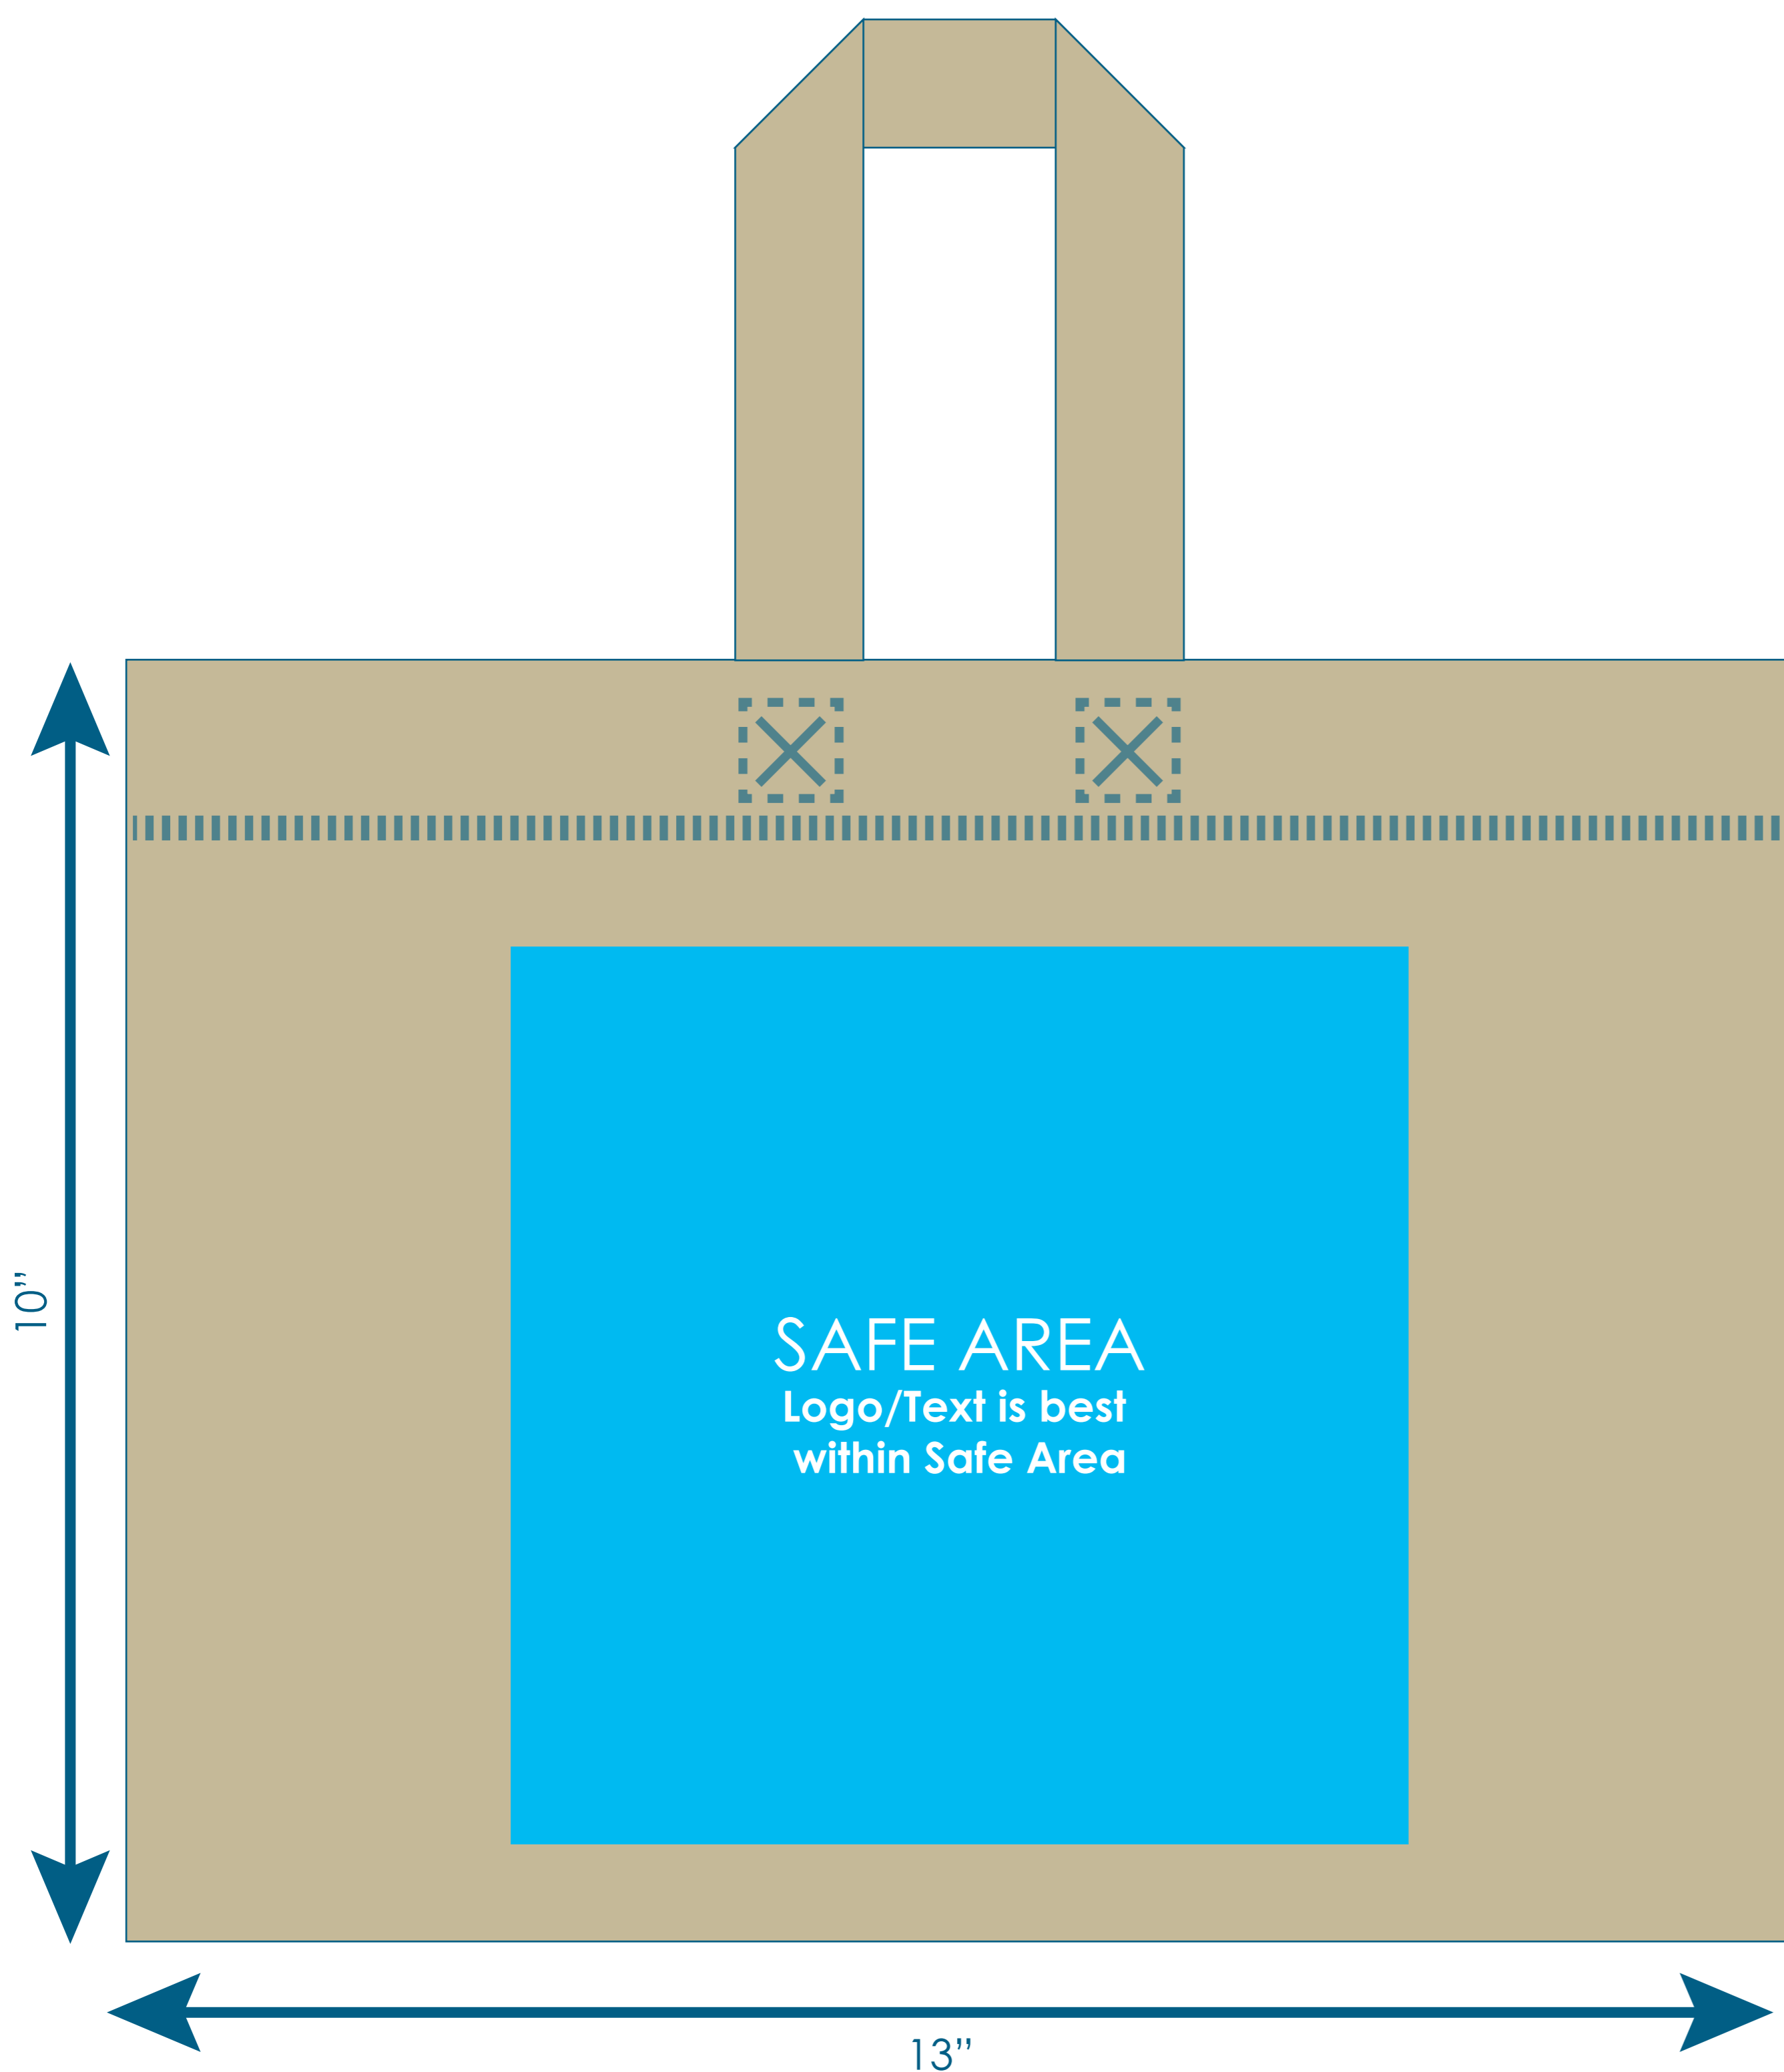 10”
SAFE AREA
Logo/Text is best
within Safe Area
13”